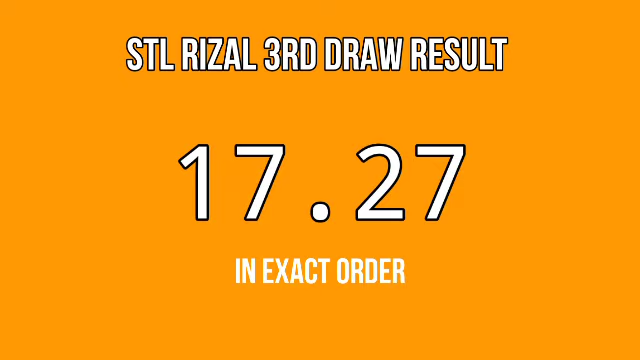 STL RIZAL 3RD DRAW RESULT
17.27
IN EXACT ORDER